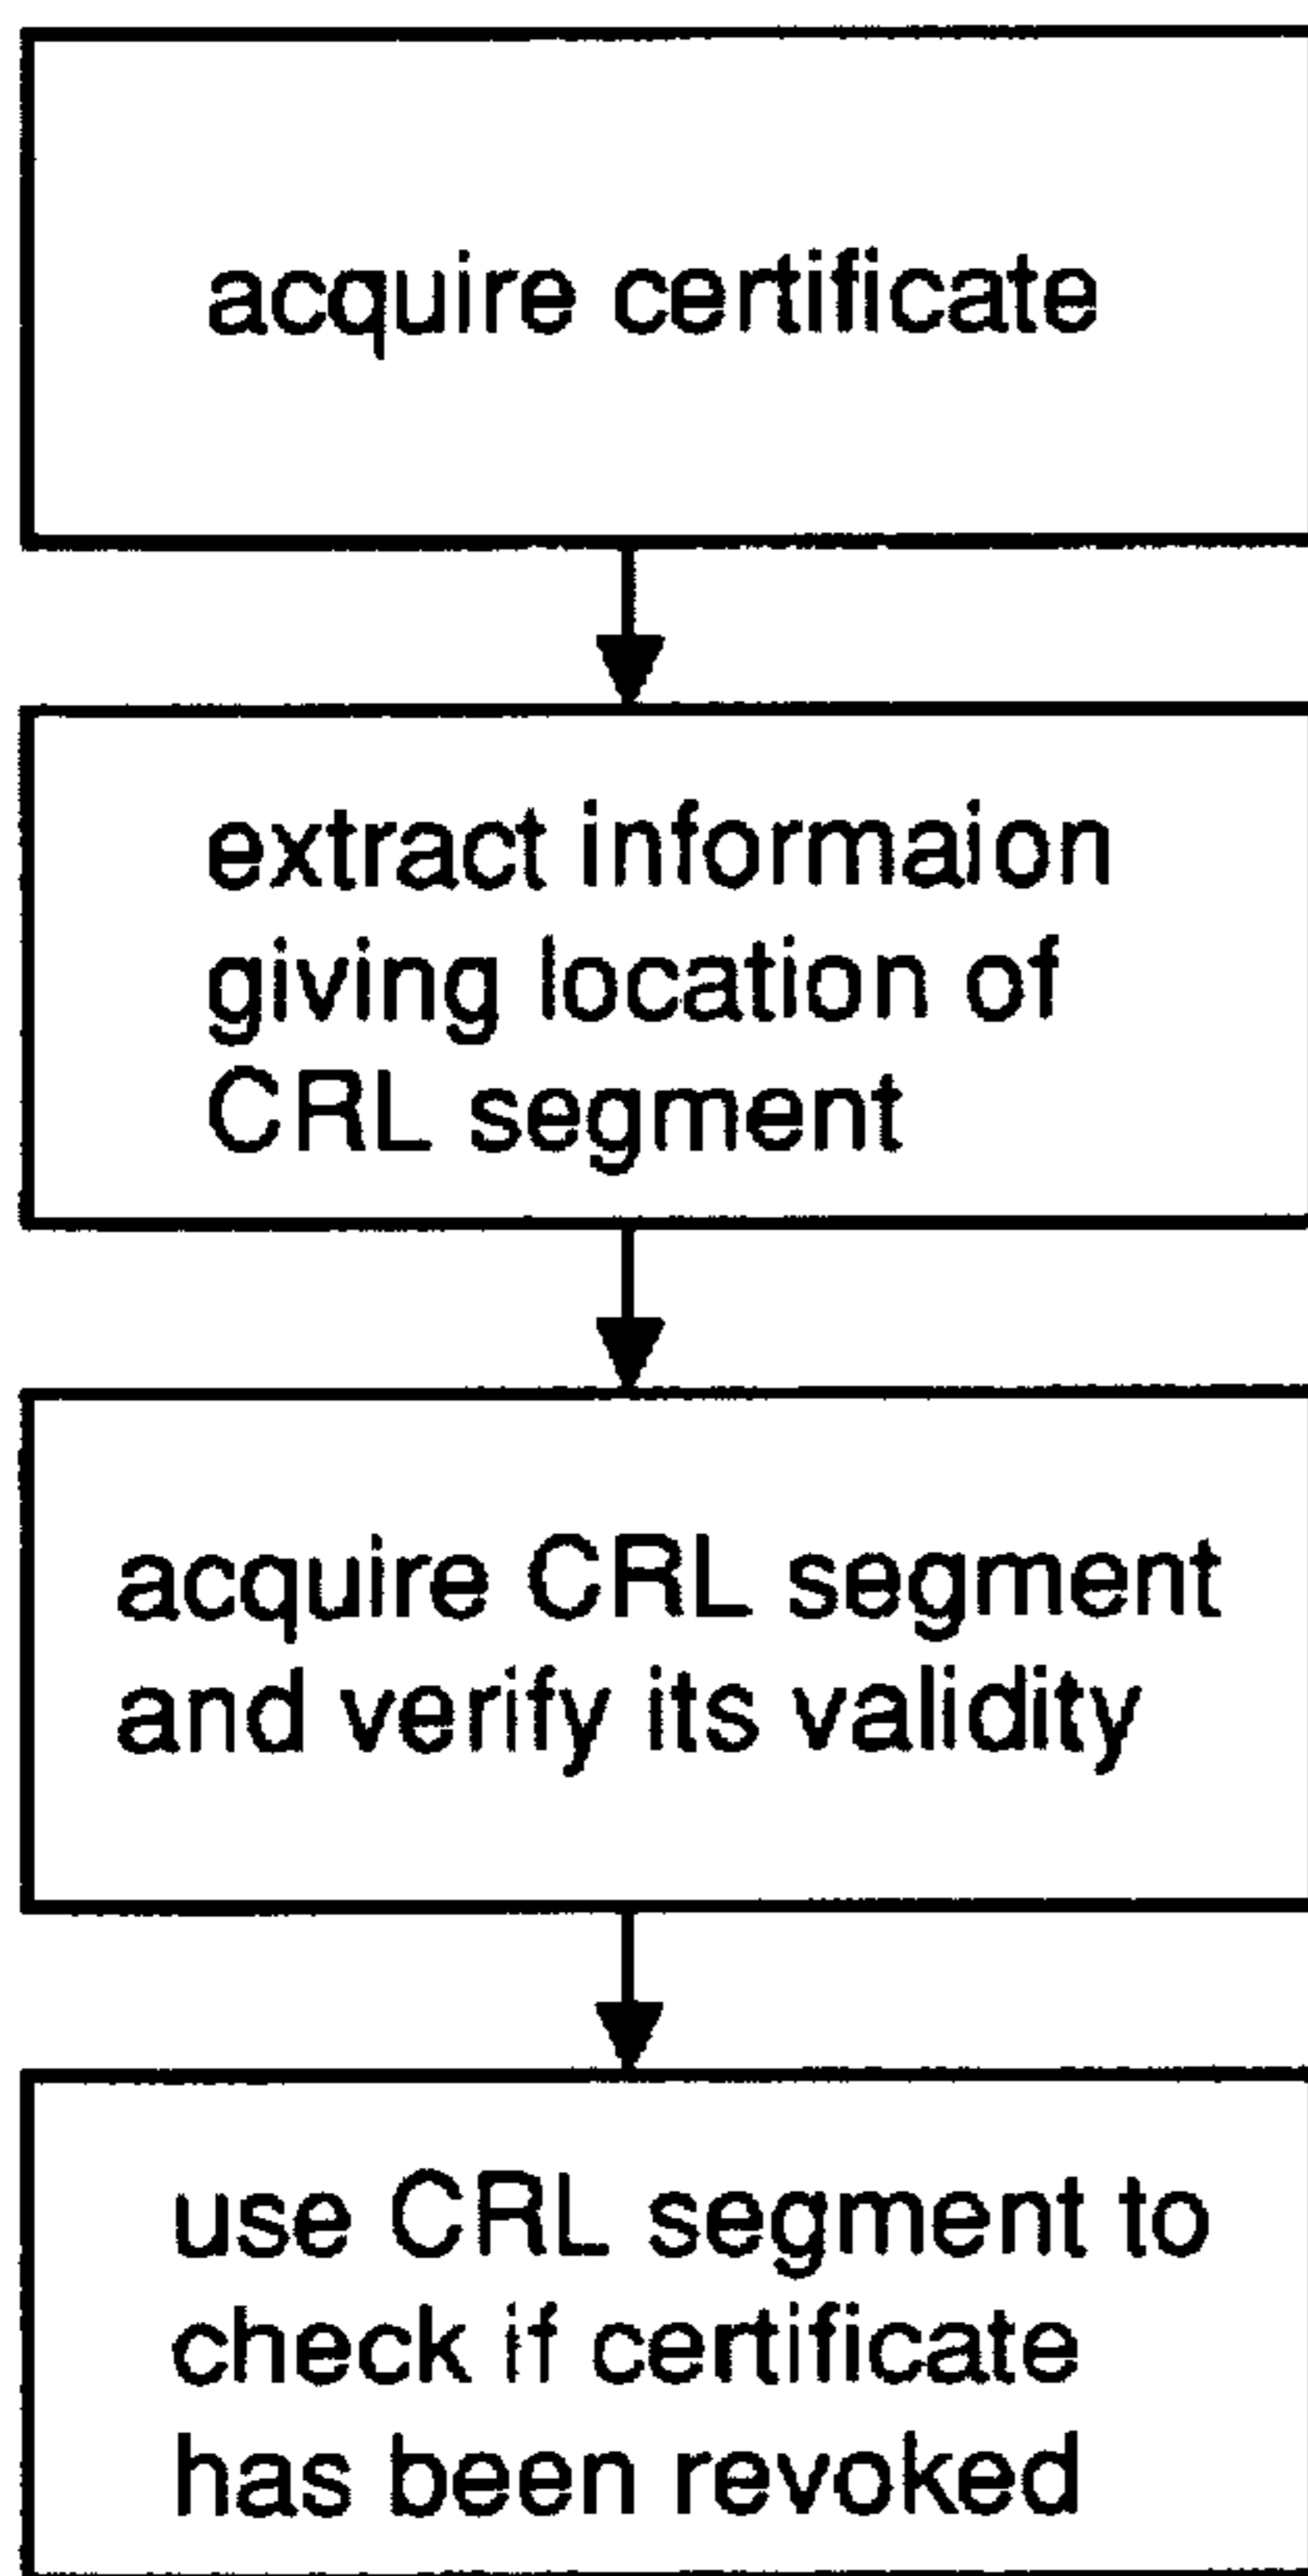 acquire certificate
extract informaion
giving location of
CRL segment
acquire CRL segment
and verify its validity
use CRL segment to
check if certificate
has been revoked